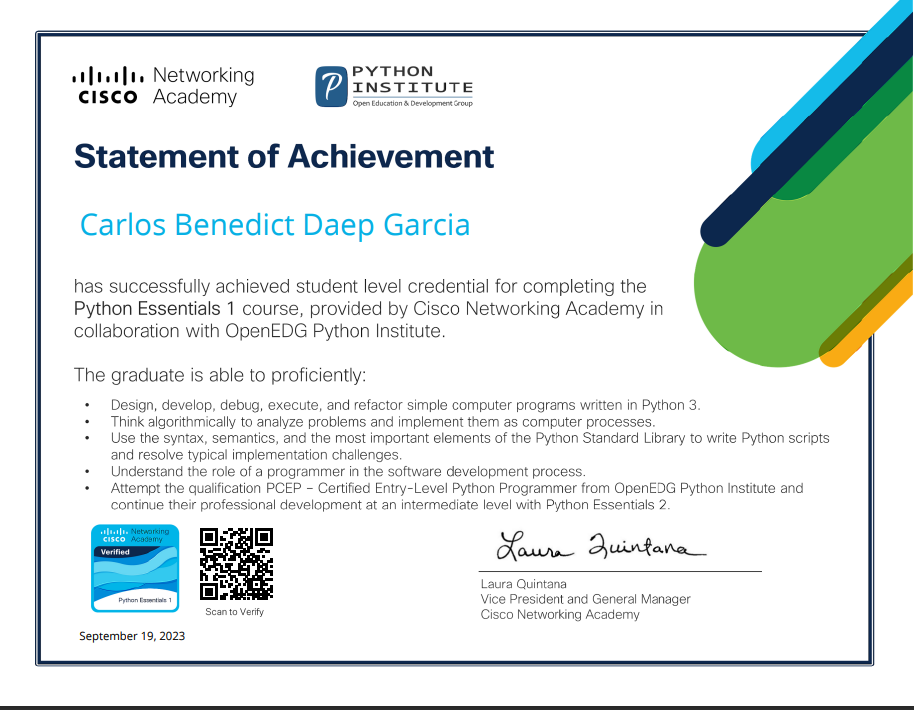 Networking
CISCO Academy
PYTHON
INSTITUTE
Open Education & Development Group
Statement of Achievement
Carlos Benedict Daep Garcia
has successfully achieved student level credential for completing the
Python Essentials 1 course, provided by Cisco Networking Academy in
collaboration with OpenEDG Python Institute.
The graduate is able to proficiently:
• Design, develop, debug, execute, and refactor simple computer programs written in Python 3.
• Think algorithmically to analyze problems and implement them as computer processes.
• Use the syntax, semantics, and the most important elements of the Python Standard Library to write Python scripts
and resolve typical implementation challenges.
• Understand the role of a programmer in the software development process.
• Attempt the qualification PCEP – Certified Entry-Level Python Programmer from OpenEDG Python Institute and
continue their professional development at an intermediate level with Python Essentials 2.
Networking
CISCO Academy
Verified
Python Essentials 1
Scan to Verify
September 19, 2023
Laura Quintana
Laura Quintana
Vice President and General Manager
Cisco Networking Academy